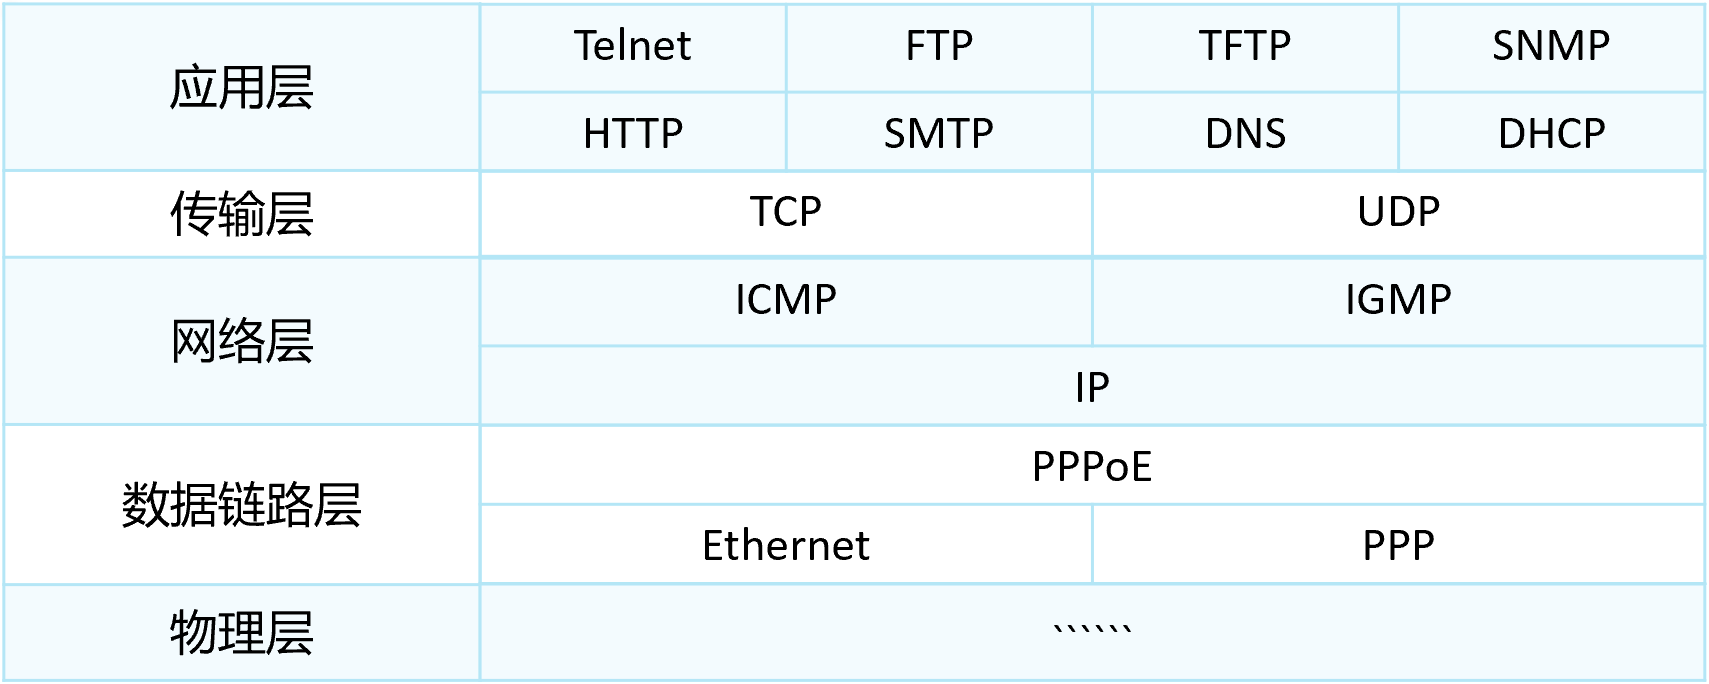 应用层
Telnet FTP TFTP SNMP
HTTP SMTP DNS DHCP
传输层
TCP UDP
网络层
ICMP IGMP
IP
数据链路层
PPPoE
Ethernet PPP
物理层
``````